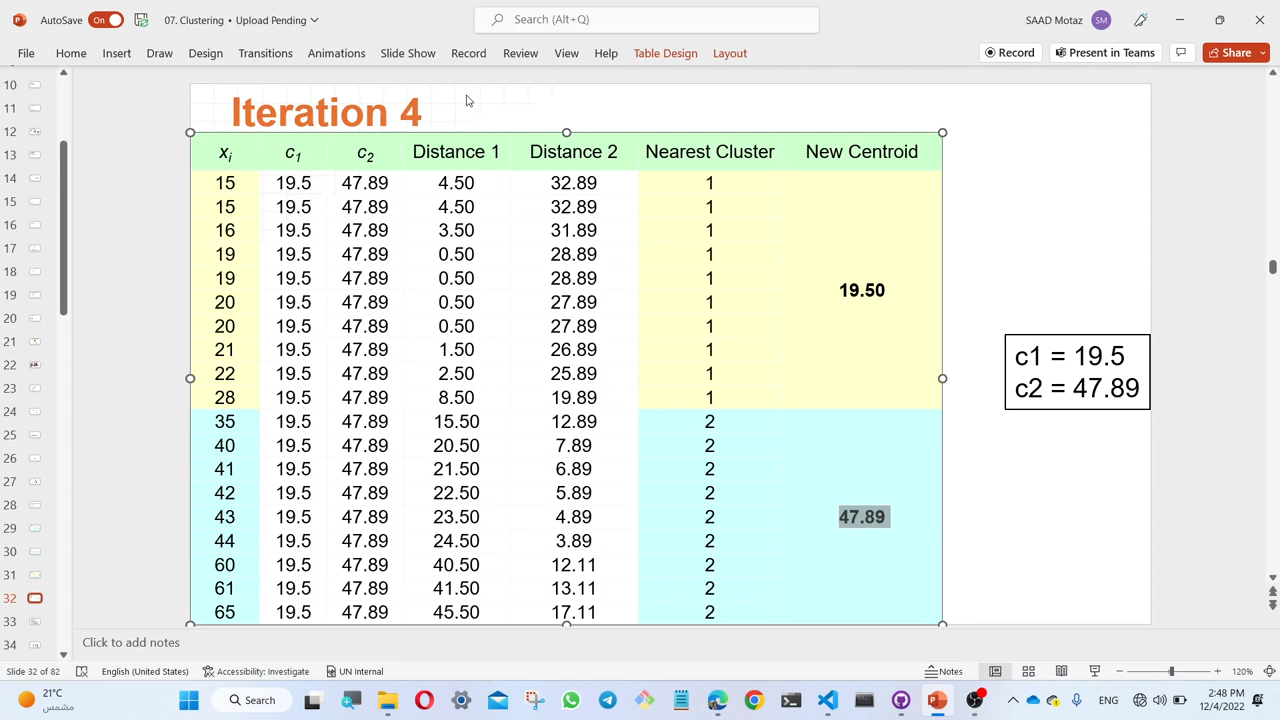 AutoSave On 07. Clustering • Upload Pending Search (Alt+Q) SAAD Motaz SM
File Home Insert Draw Design Transitions Animations Slide Show Record Review View Help Table Design Layout Record Present in Teams Share
10
11
12
13
14
15
16
17
18
19
20
21
22
23
24
25
26
27
28
29
30
31
32
33
34
Iteration 4
xi c1 c2 Distance 1 Distance 2 Nearest Cluster New Centroid
15 19.5 47.89 4.50 32.89 1
15 19.5 47.89 4.50 32.89 1
16 19.5 47.89 3.50 31.89 1
19 19.5 47.89 0.50 28.89 1
19 19.5 47.89 0.50 28.89 1
19.50
20 19.5 47.89 0.50 27.89 1
20 19.5 47.89 0.50 27.89 1
21 19.5 47.89 1.50 26.89 1
22 19.5 47.89 2.50 25.89 1
28 19.5 47.89 8.50 19.89 1
35 19.5 47.89 15.50 12.89 2
40 19.5 47.89 20.50 7.89 2
41 19.5 47.89 21.50 6.89 2
42 19.5 47.89 22.50 5.89 2
43 19.5 47.89 23.50 4.89 2 47.89
44 19.5 47.89 24.50 3.89 2
60 19.5 47.89 40.50 12.11 2
61 19.5 47.89 41.50 13.11 2
65 19.5 47.89 45.50 17.11 2
c1 = 19.5
c2 = 47.89
Click to add notes
Slide 32 of 82 English (United States) Accessibility: Investigate UN Internal Notes 120%
21°C
مشمس
Search
ENG
2:48 PM
12/4/2022